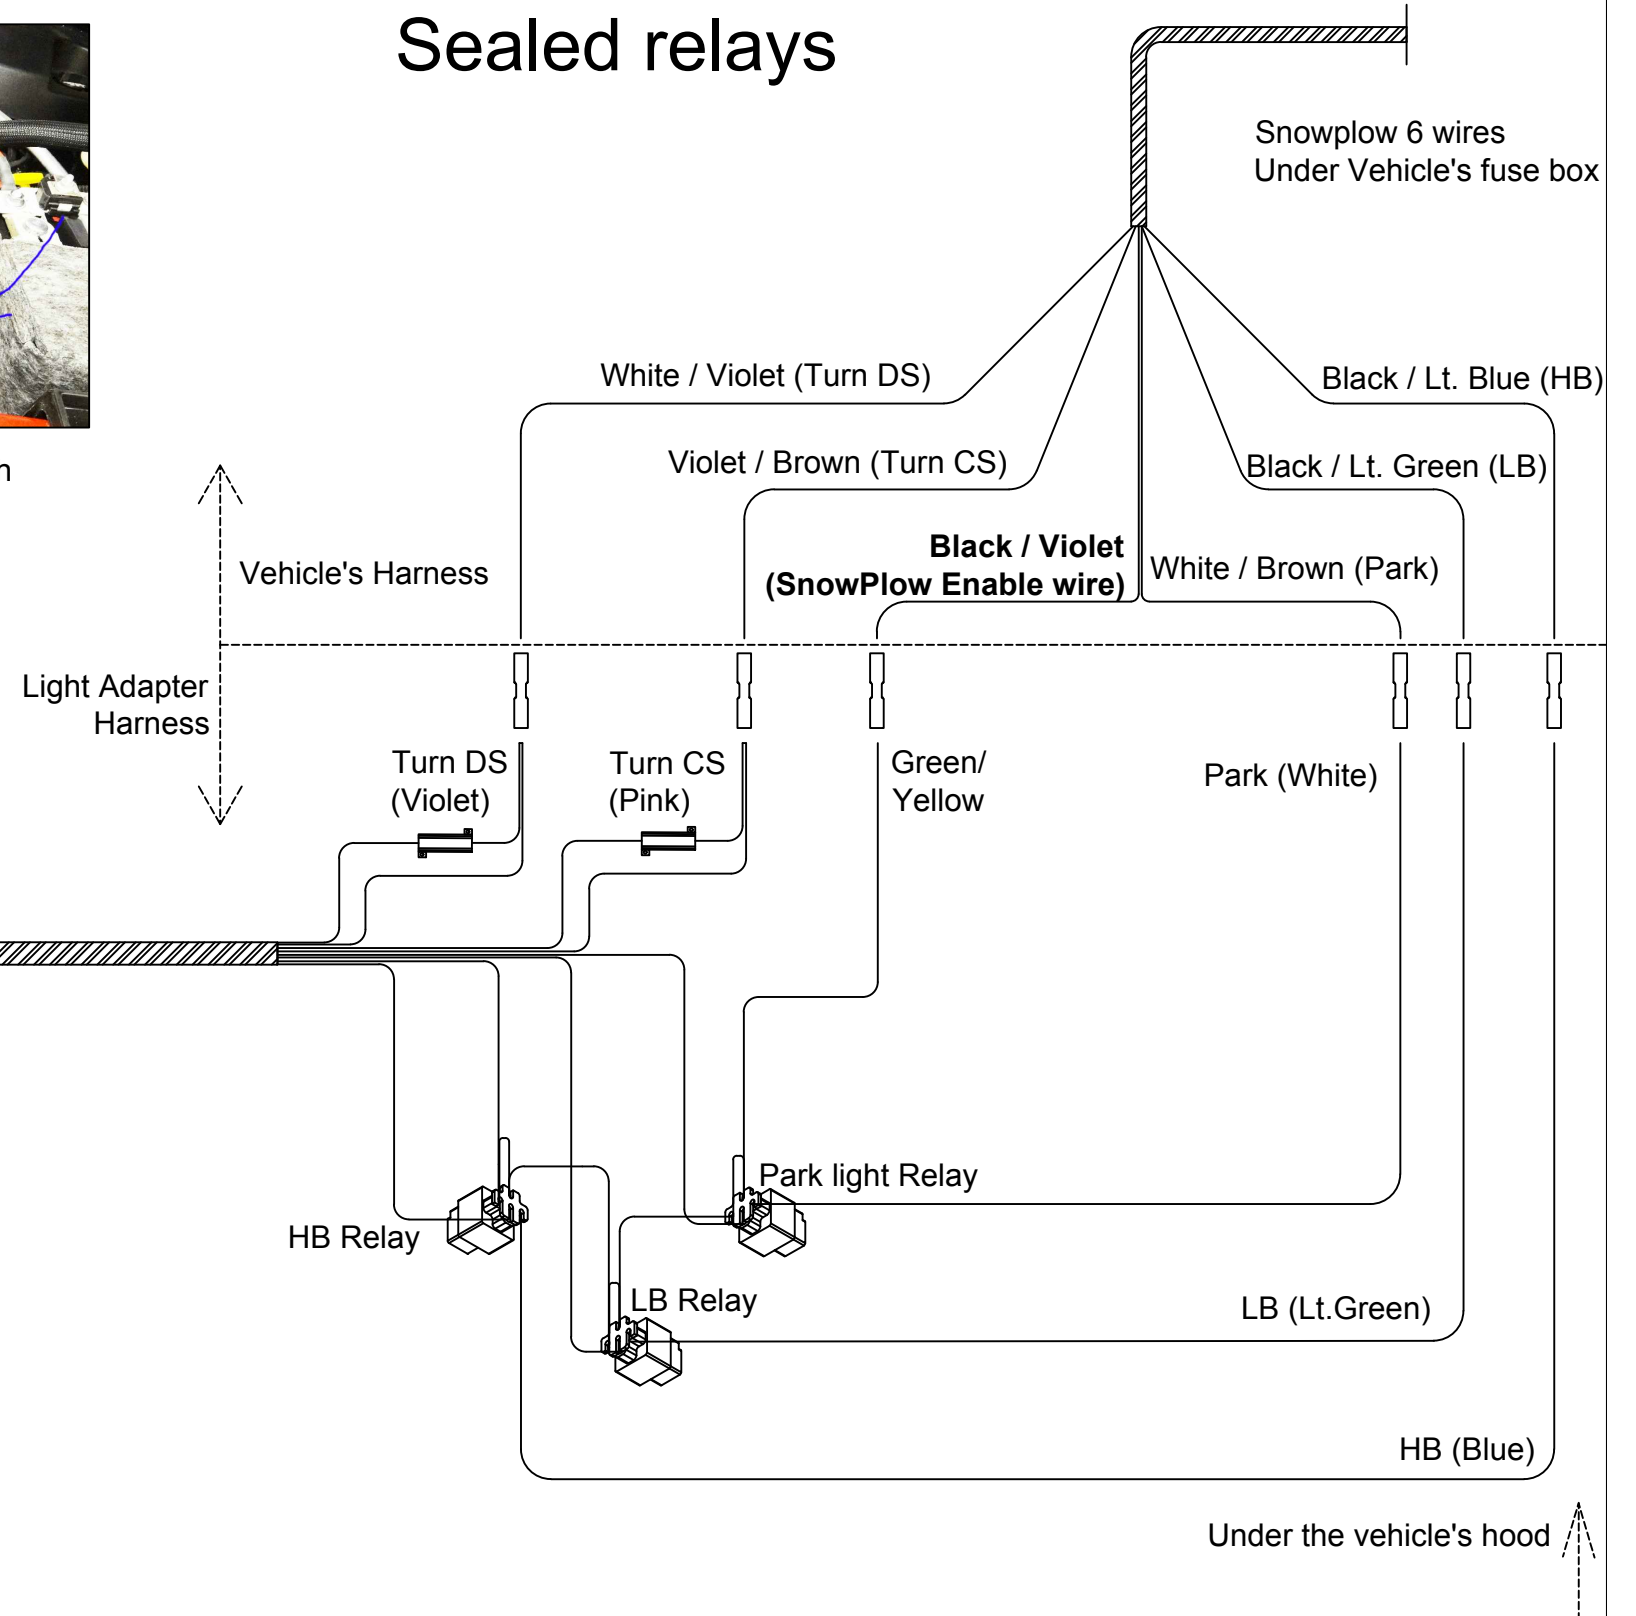 Sealed relays
Snowplow 6 wires
Under Vehicle's fuse box
White / Violet (Turn DS)
Black / Lt. Blue (HB)
Violet / Brown (Turn CS)
Black / Lt. Green (LB)
n
Black / Violet
(SnowPlow Enable wire)
White / Brown (Park)
Vehicle's Harness
Light Adapter
Harness
Turn DS
(Violet)
Turn CS
(Pink)
Green/
Yellow
Park (White)
Park light Relay
HB Relay
LB Relay
LB (Lt.Green)
HB (Blue)
Under the vehicle's hood